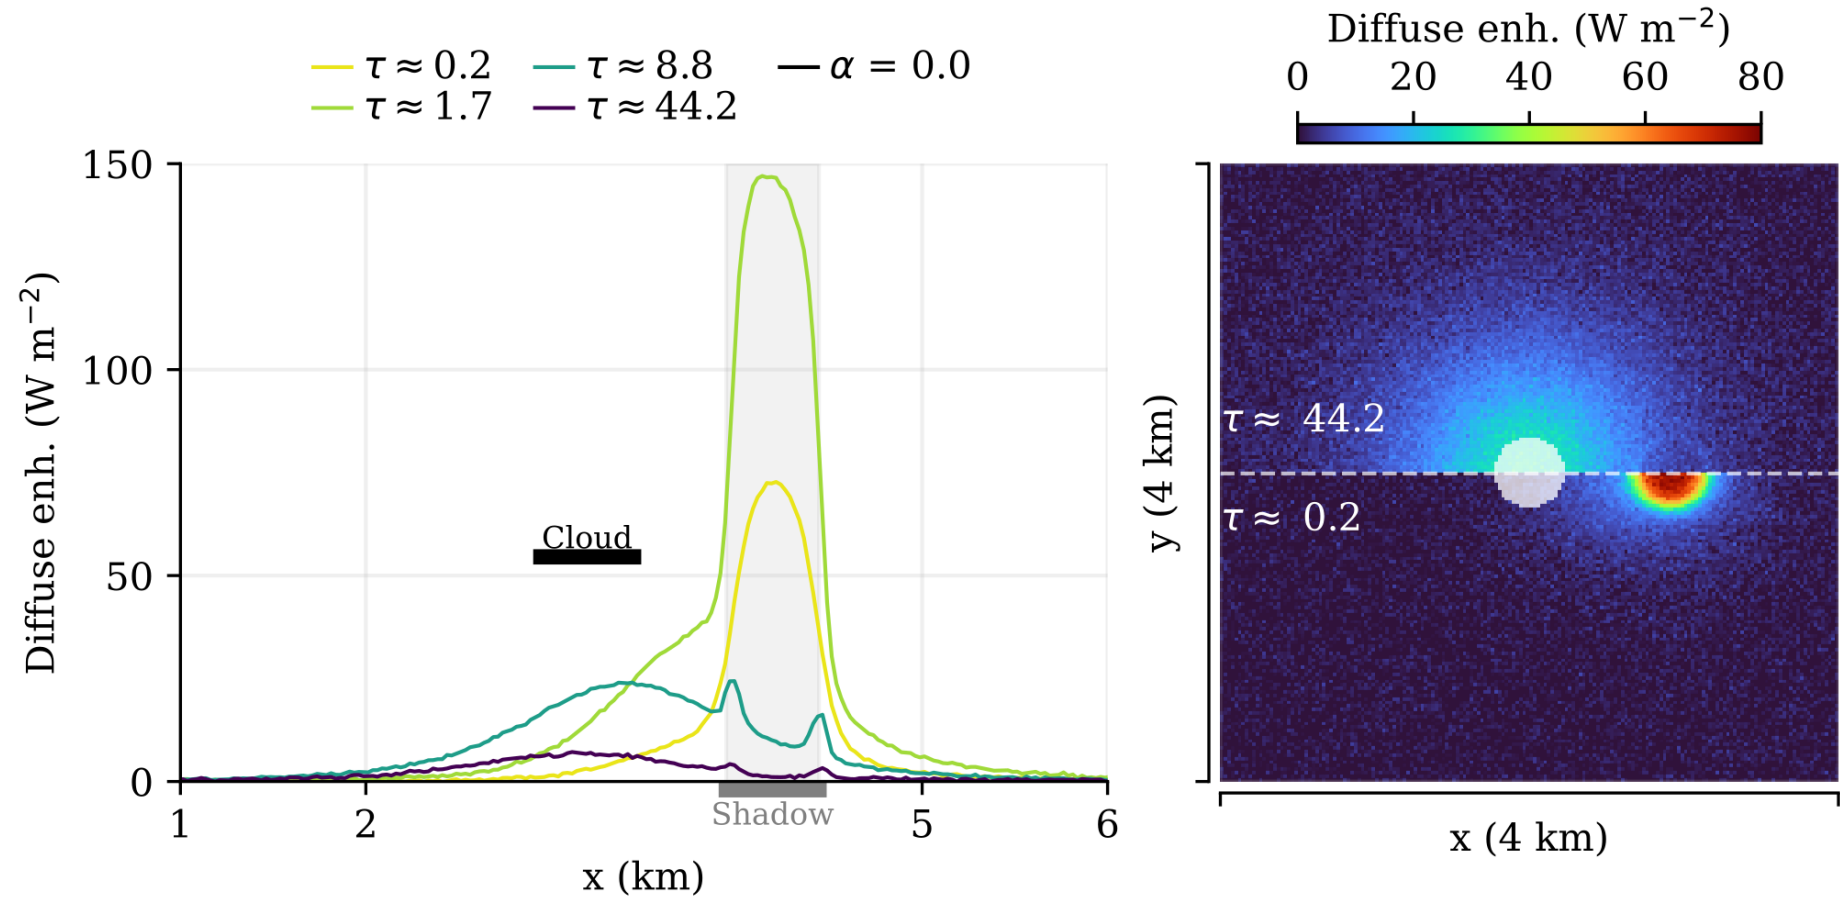 τ ≈ 0.2
τ ≈ 8.8
α = 0.0
τ ≈ 1.7
τ ≈ 44.2
Diffuse enh. (W m⁻²)
150
100
50
0
Cloud
Shadow
1
2
5
6
x (km)
Diffuse enh. (W m⁻²)
0 20 40 60 80
y (4 km)
τ ≈ 44.2
τ ≈ 0.2
x (4 km)